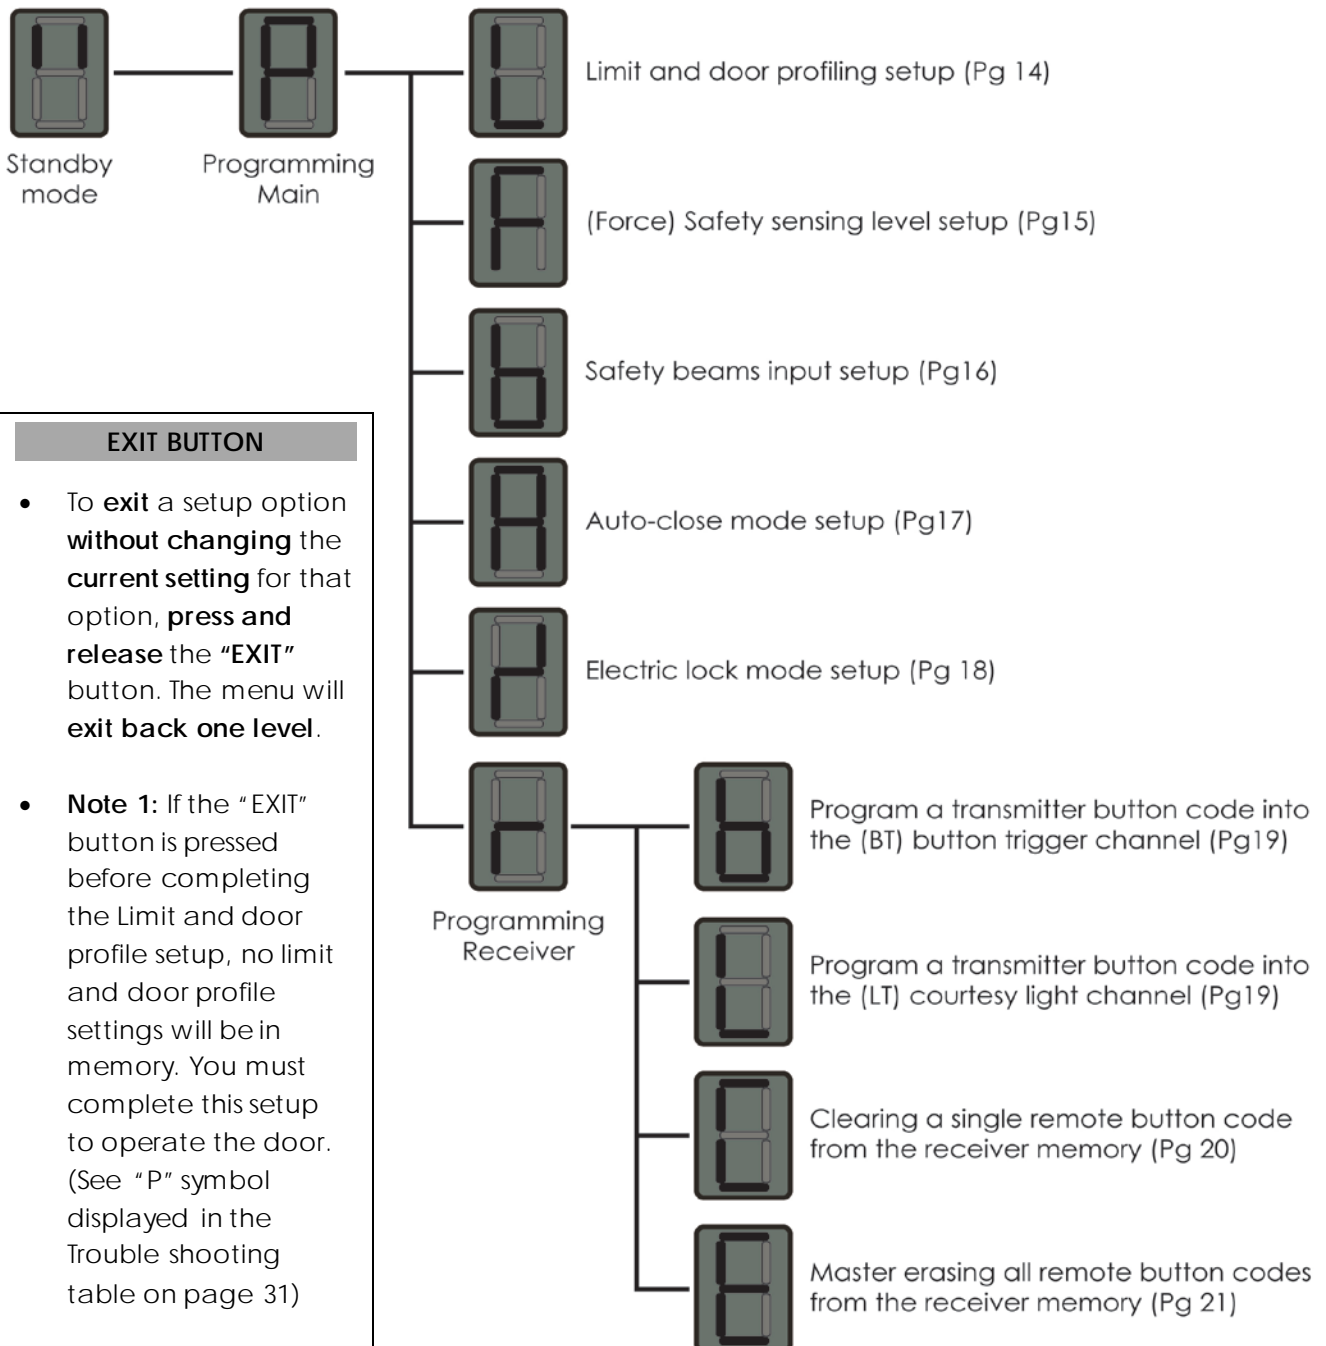 Standby
mode
Programming
Main
Limit and door profiling setup (Pg 14)
(Force) Safety sensing level setup (Pg15)
Safety beams input setup (Pg16)
Auto-close mode setup (Pg17)
Electric lock mode setup (Pg 18)
Programming
Receiver
Program a transmitter button code into
the (BT) button trigger channel (Pg19)
Program a transmitter button code into
the (LT) courtesy light channel (Pg19)
Clearing a single remote button code
from the receiver memory (Pg 20)
Master erasing all remote button codes
from the receiver memory (Pg 21)
EXIT BUTTON
• To exit a setup option
without changing the
current setting for that
option, press and
release the “EXIT”
button. The menu will
exit back one level.
• Note 1: If the “EXIT”
button is pressed
before completing
the Limit and door
profile setup, no limit
and door profile
settings will be in
memory. You must
complete this setup
to operate the door.
(See “P” symbol
displayed in the
Trouble shooting
table on page 31)